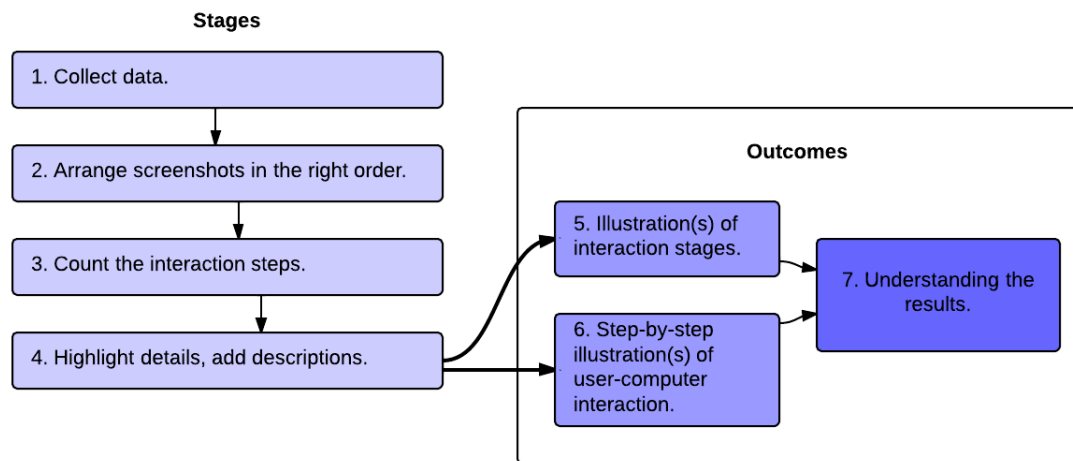 Stages
1. Collect data.
2. Arrange screenshots in the right order.
3. Count the interaction steps.
4. Highlight details, add descriptions.
Outcomes
5. Illustration(s) of
interaction stages.
6. Step-by-step
illustration(s) of
user-computer
interaction.
7. Understanding the
results.